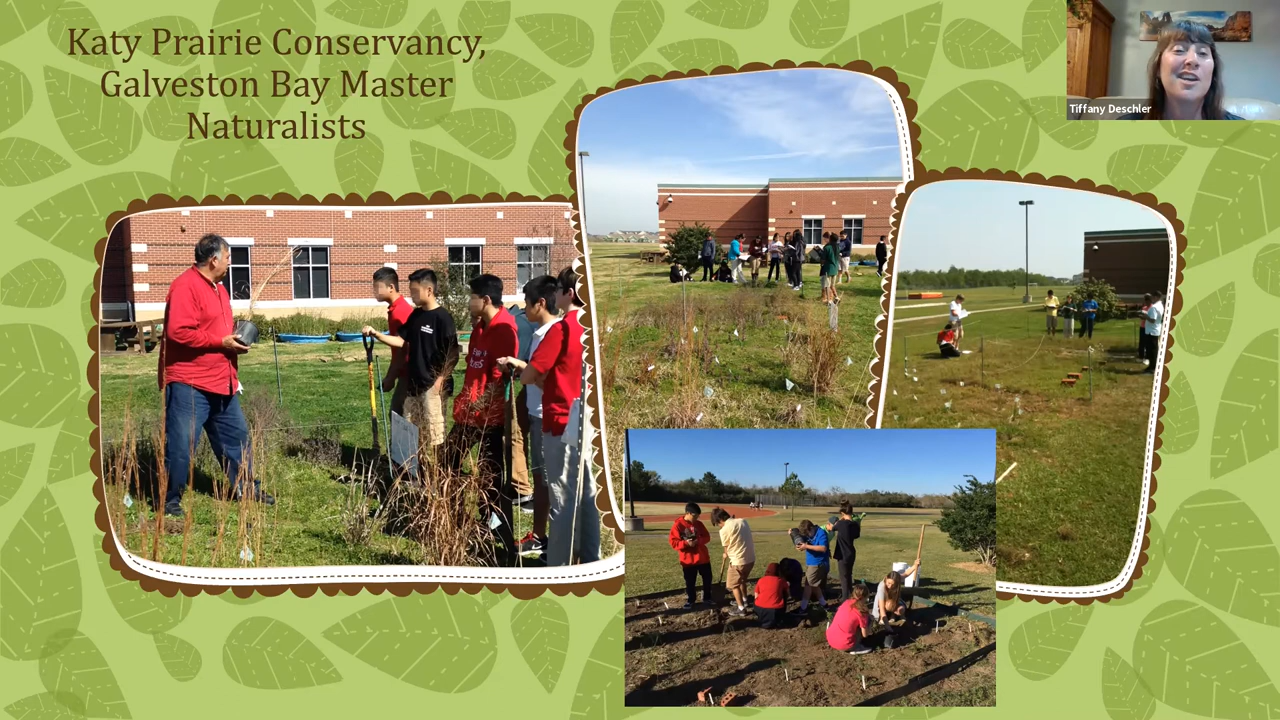 Katy Prairie Conservancy,
Galveston Bay Master
Naturalists
Tiffany Deschler